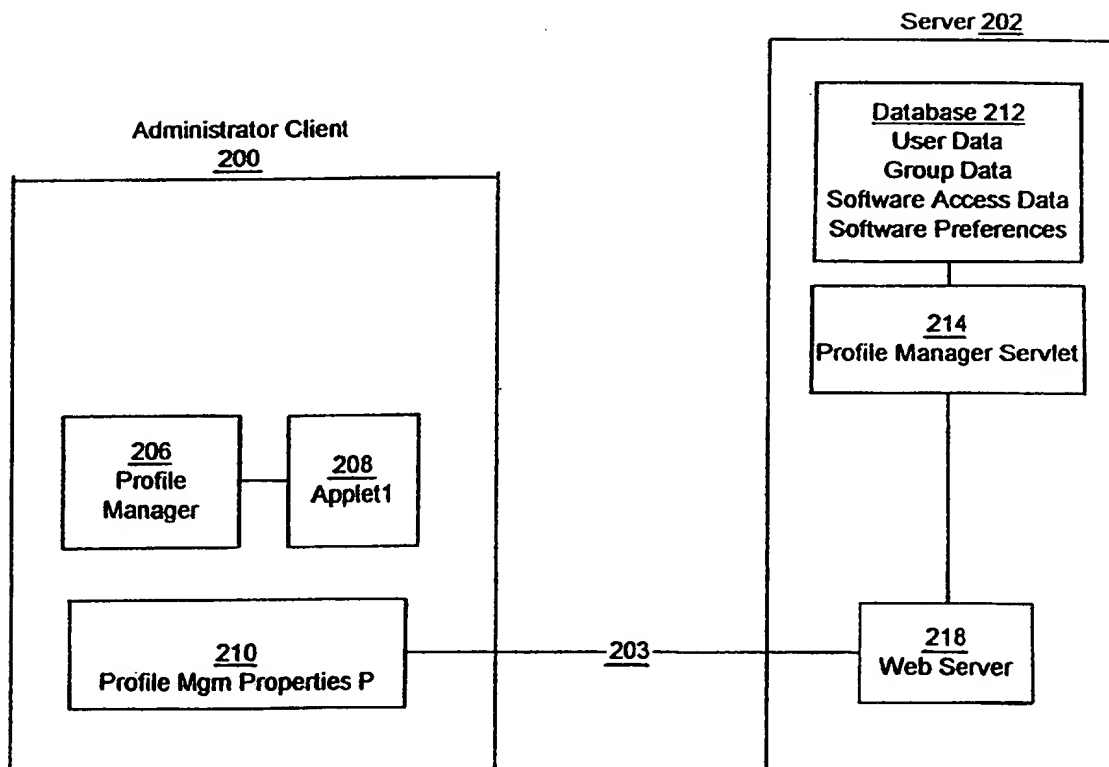 Server 202
Database 212
User Data
Group Data
Software Access Data
Software Preferences
214
Profile Manager Servlet
Administrator Client
200
206
Profile
Manager
208
Applet1
210
Profile Mgm Properties P
203
218
Web Server